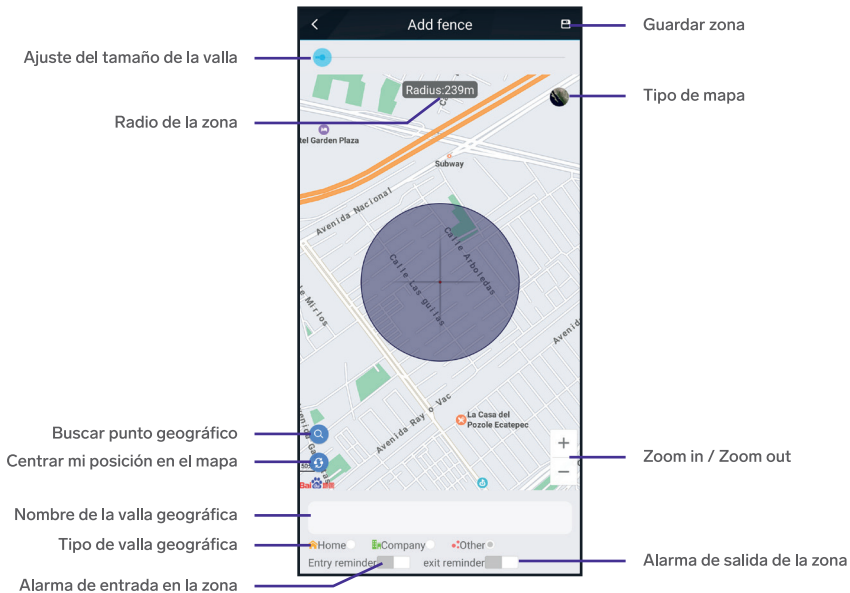 Add fence
Guardar zona
Ajuste del tamaño de la valla
Radius:239m
Tipo de mapa
Radio de la zona
tel Garden Plaza
Subway
Avenida Nacional
Calle Arboledas
Calle Las guilas
le Mirlos
Avenida
La Casa del
Pozole Ecatepec
Avenida Ray o Vac
Buscar punto geográfico
Centrar mi posición en el mapa
Zoom in / Zoom out
+
−
Nombre de la valla geográfica
Tipo de valla geográfica
Home
Company
Other
Alarma de salida de la zona
Entry reminder
exit reminder
Alarma de entrada en la zona